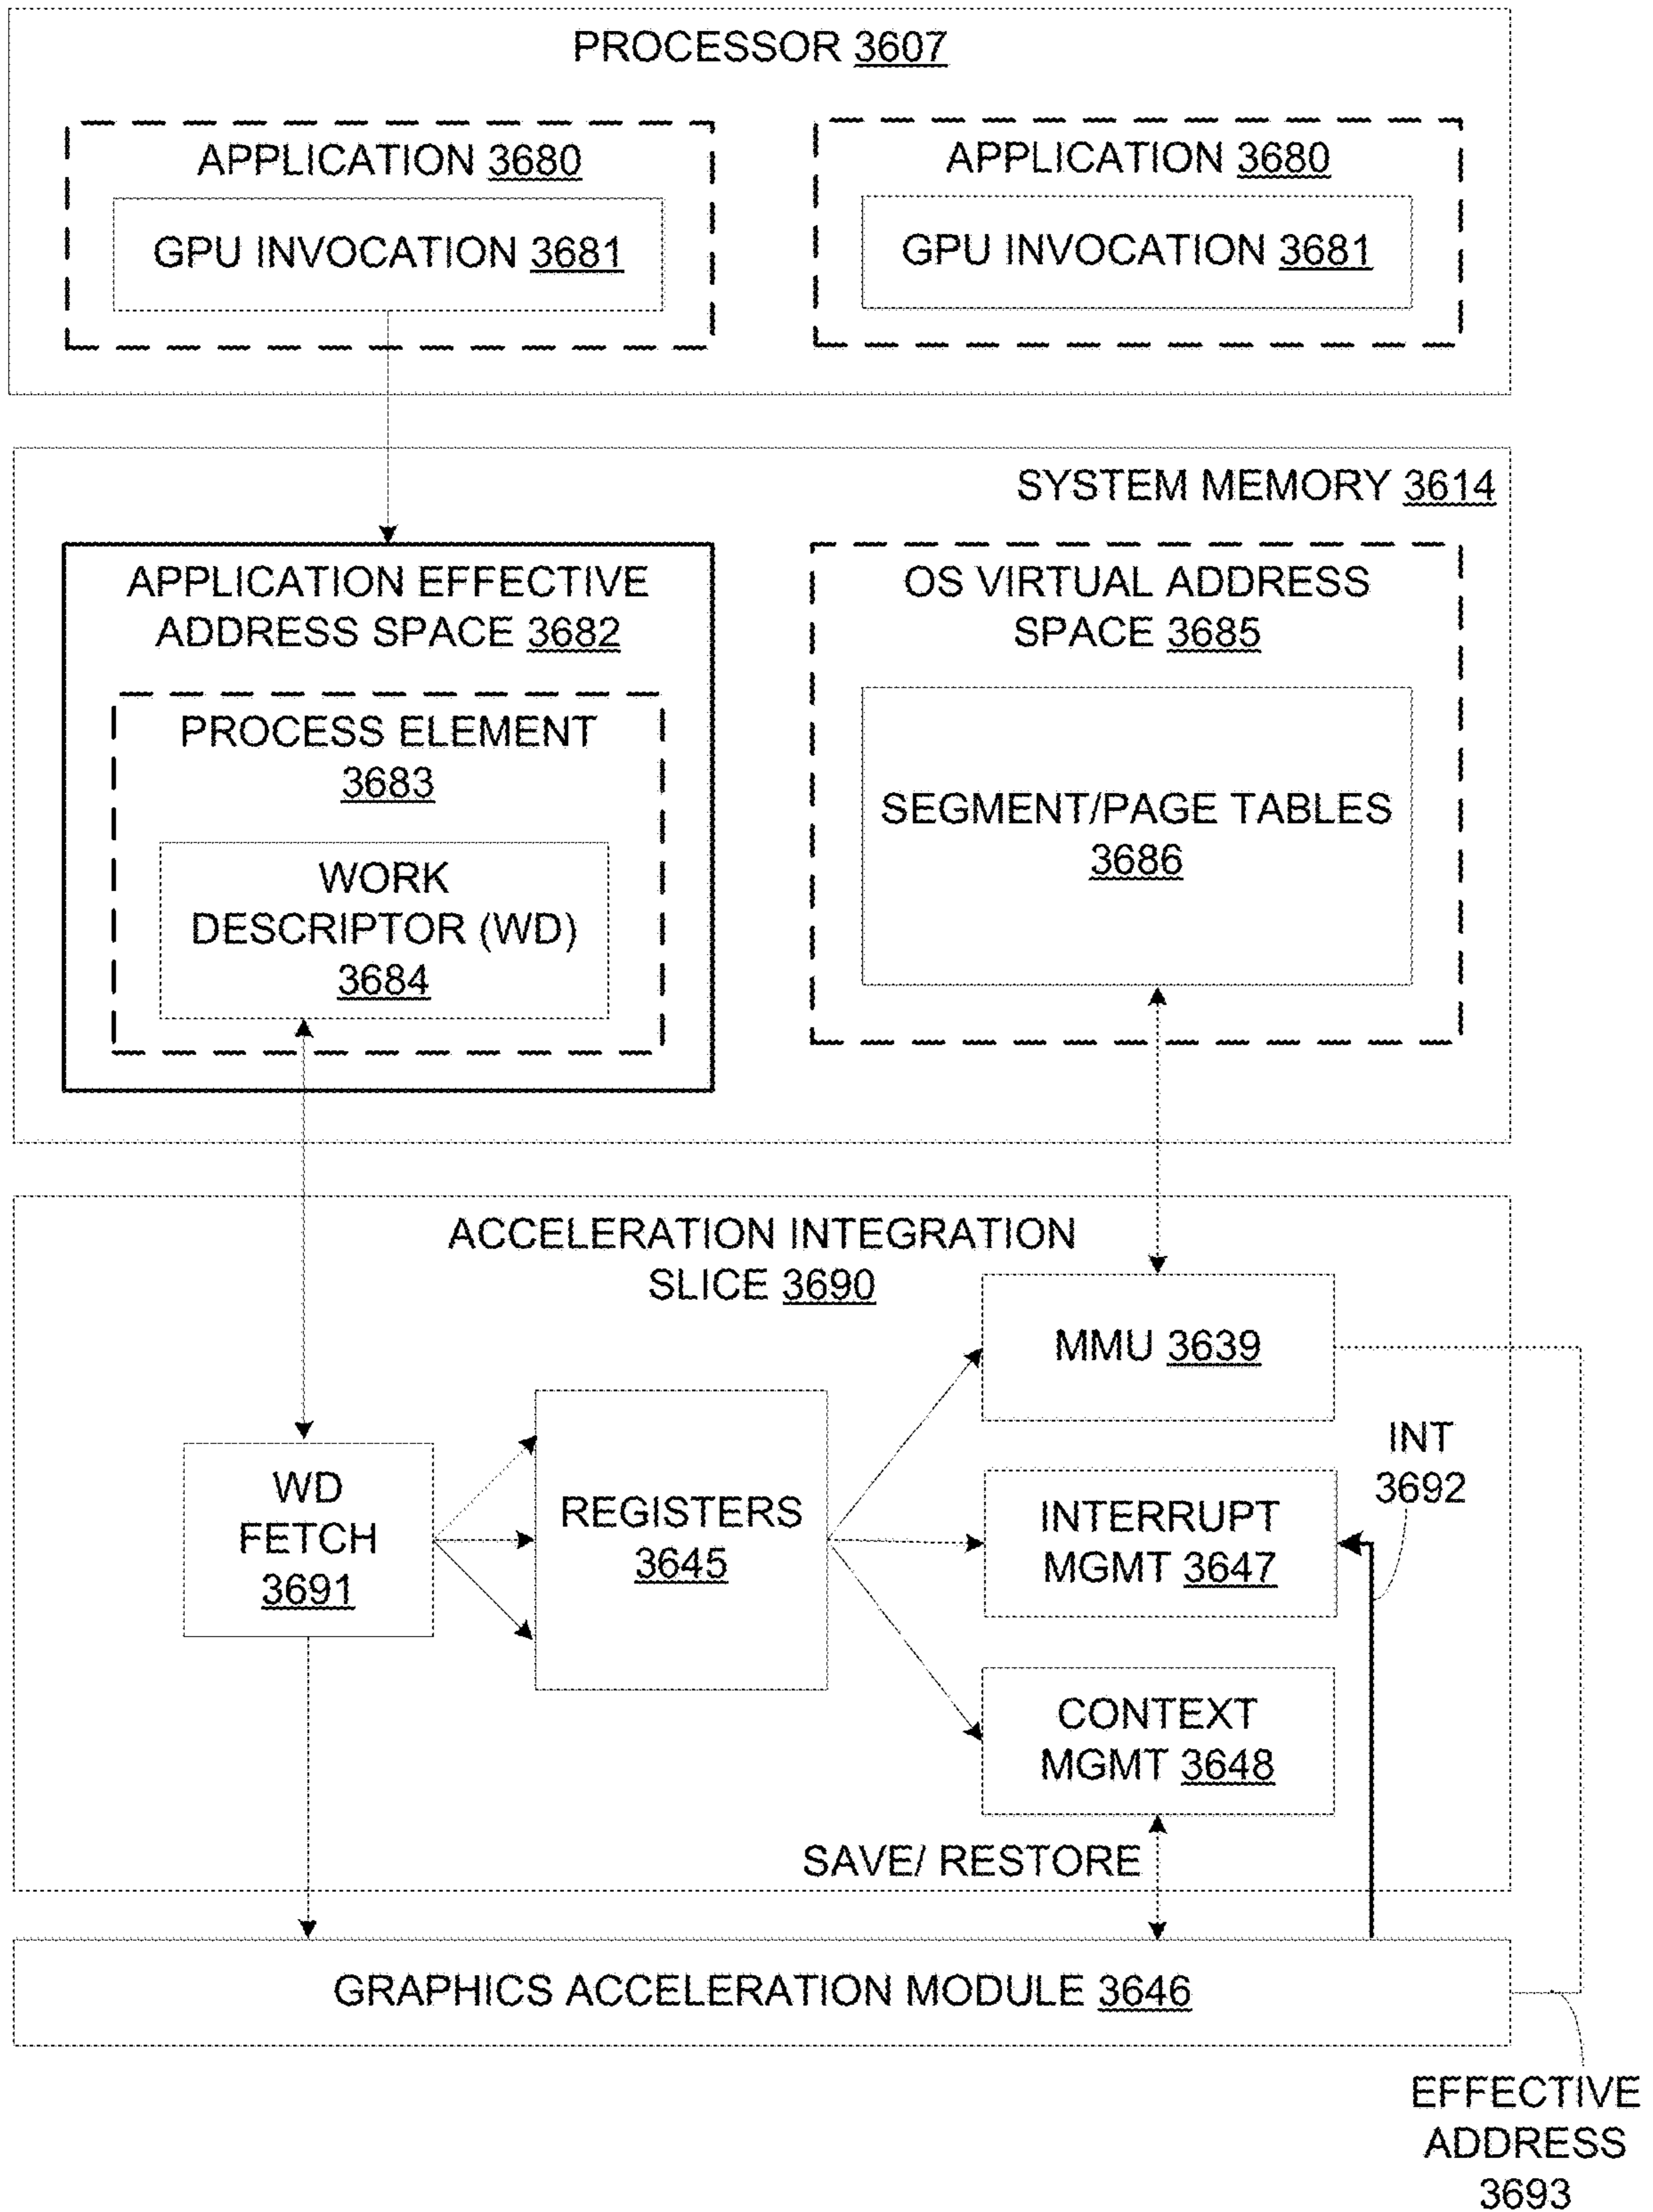 PROCESSOR 3607
APPLICATION 3680
GPU INVOCATION 3681
APPLICATION 3680
GPU INVOCATION 3681
SYSTEM MEMORY 3614
APPLICATION EFFECTIVE
ADDRESS SPACE 3682
PROCESS ELEMENT
3683
WORK
DESCRIPTOR (WD)
3684
OS VIRTUAL ADDRESS
SPACE 3685
SEGMENT/PAGE TABLES
3686
ACCELERATION INTEGRATION
SLICE 3690
WD
FETCH
3691
REGISTERS
3645
MMU 3639
INTERRUPT
MGMT 3647
CONTEXT
MGMT 3648
INT
3692
SAVE/ RESTORE
GRAPHICS ACCELERATION MODULE 3646
EFFECTIVE
ADDRESS
3693